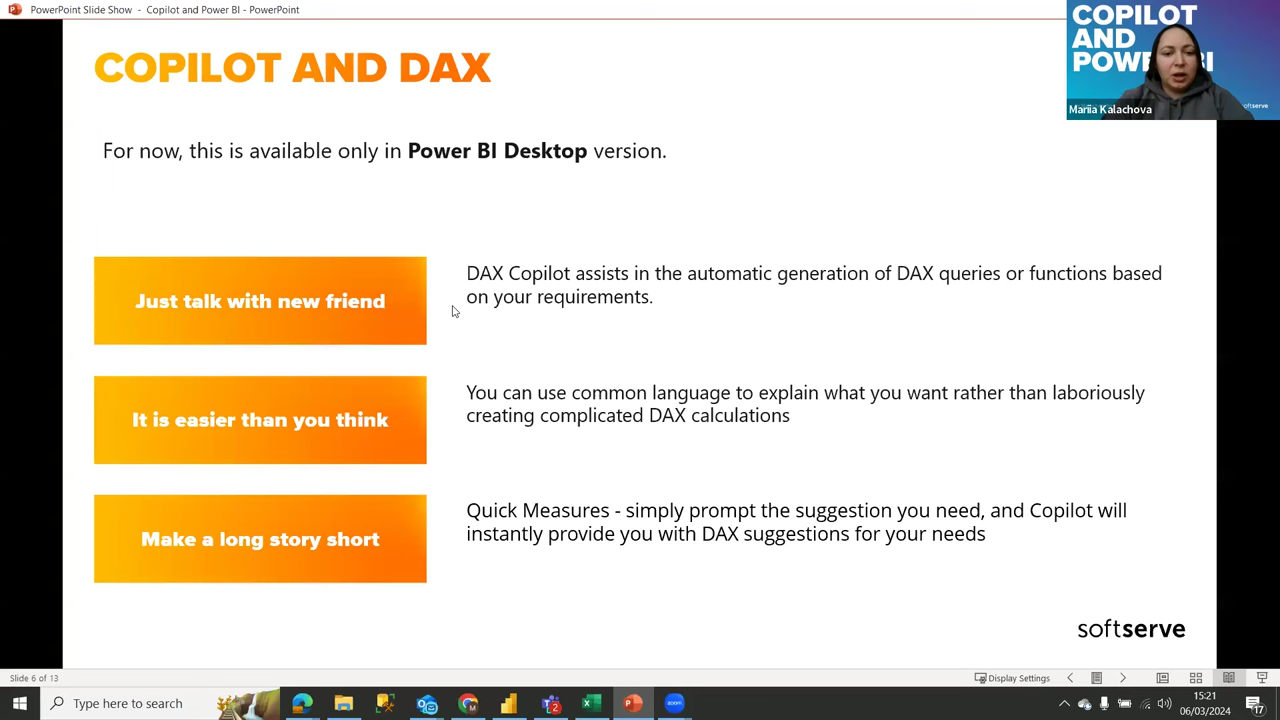 PowerPoint Slide Show - Copilot and Power BI - PowerPoint
COPILOT
AND
POWE
BI
softserve
Mariia Kalachova
COPILOT AND DAX
For now, this is available only in Power BI Desktop version.
Just talk with new friend
DAX Copilot assists in the automatic generation of DAX queries or functions based
on your requirements.
It is easier than you think
You can use common language to explain what you want rather than laboriously
creating complicated DAX calculations
Make a long story short
Quick Measures - simply prompt the suggestion you need, and Copilot will
instantly provide you with DAX suggestions for your needs
softserve
Slide 6 of 13
Display Settings
Type here to search
zoom
15:21
06/03/2024
17